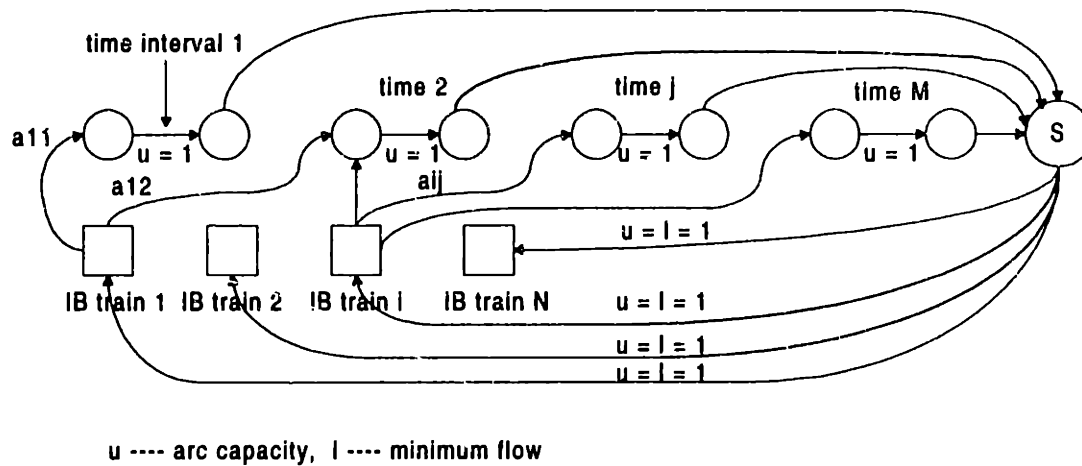 time interval 1
time 2
time j
time M
a11
u = 1
u = 1
u = 1
u = 1
S
a12
aij
u = l = 1
IB train 1
IB train 2
IB train i
IB train N
u = l = 1
u = l = 1
u = l = 1
u ---- arc capacity, l ---- minimum flow